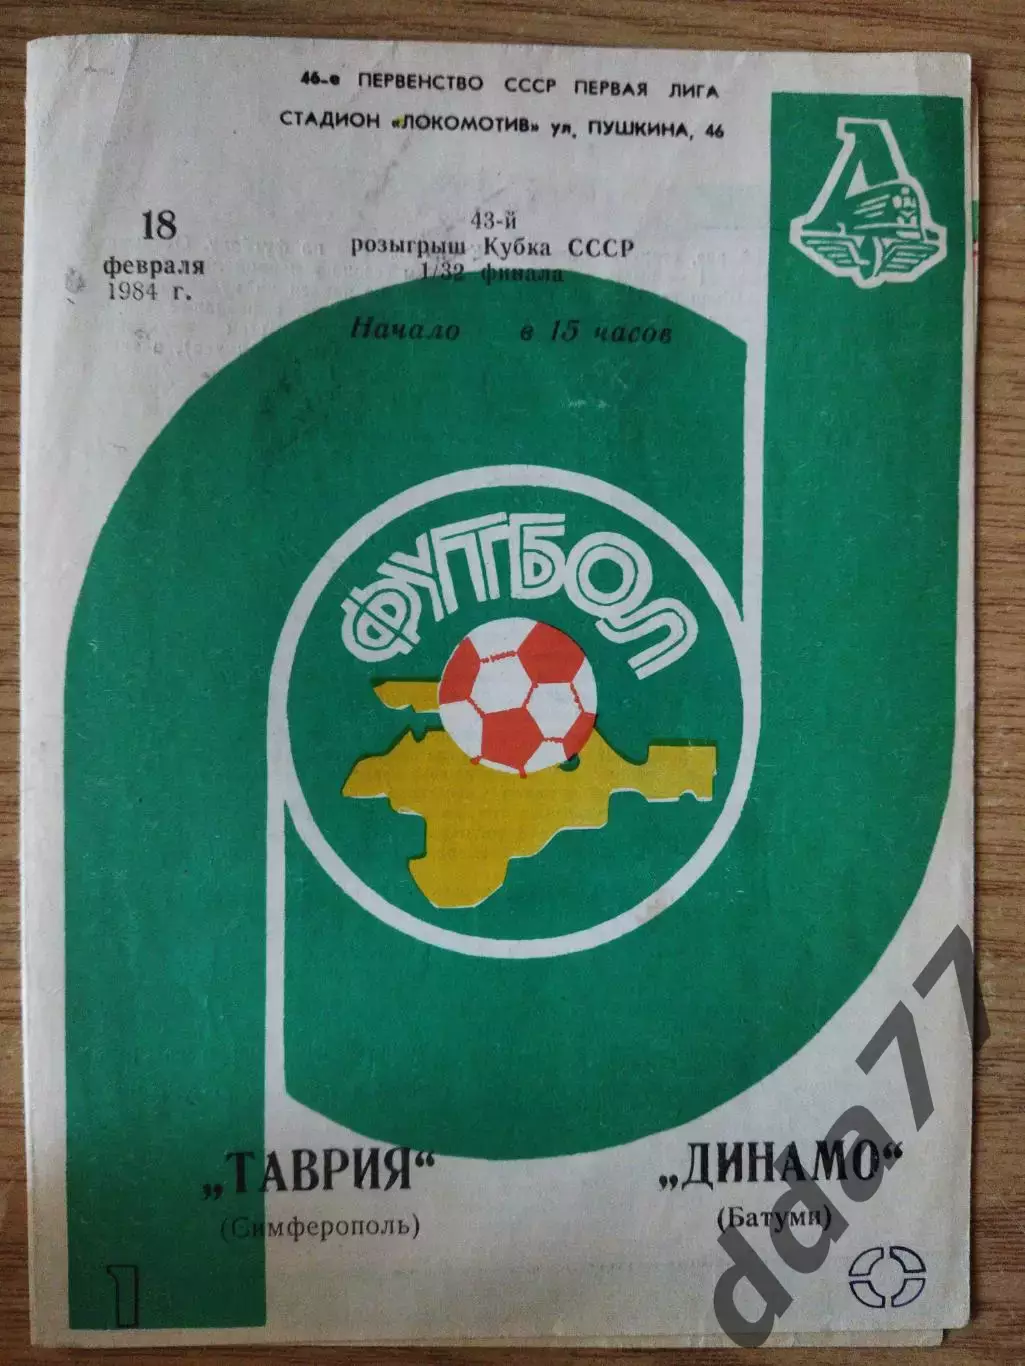 46-е ПЕРВЕНСТВО СССР ПЕРВАЯ ЛИГА
СТАДИОН «ЛОКОМОТИВ» ул. ПУШКИНА, 46
18
февраля
1984 г.
43-й
розыгрыш Кубка СССР
1/32 финала
Начало в 15 часов
ФУТБОЛ
„ТАВРИЯ“
(Симферополь)
„ДИНАМО“
(Батуми)
1
dda77